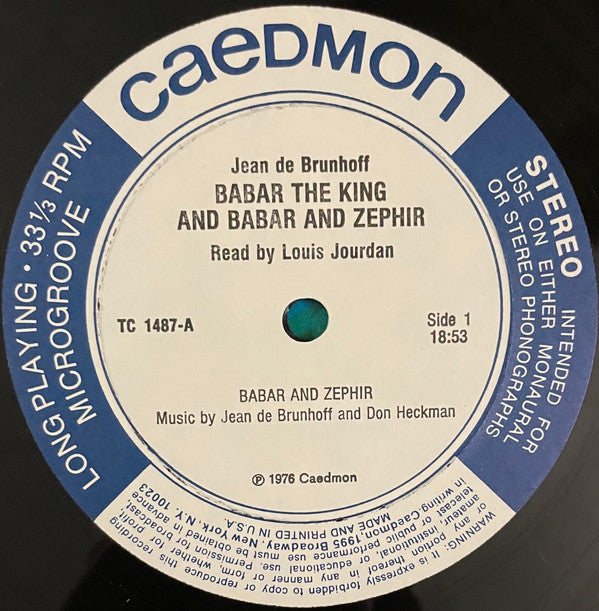 caeDmon
LONG PLAYING · 33 1/3 RPM
MICROGROOVE
STEREO
INTENDED FOR
USE ON EITHER MONAURAL
OR STEREO PHONOGRAPHS
Jean de Brunhoff
BABAR THE KING
AND BABAR AND ZEPHIR
Read by Louis Jourdan
TC 1487-A
Side 1
18:53
BABAR AND ZEPHIR
Music by Jean de Brunhoff and Don Heckman
℗ 1976 Caedmon
WARNING: It is expressly forbidden to copy or reproduce this recording
or any portion thereof in any manner or form, whether for profit,
amateur, institutional, or educational use. Permission for broadcast,
telecast, or public performance must be obtained in advance,
in writing. Caedmon, 1995 Broadway, New York, N.Y. 10023
MADE AND PRINTED IN U.S.A.